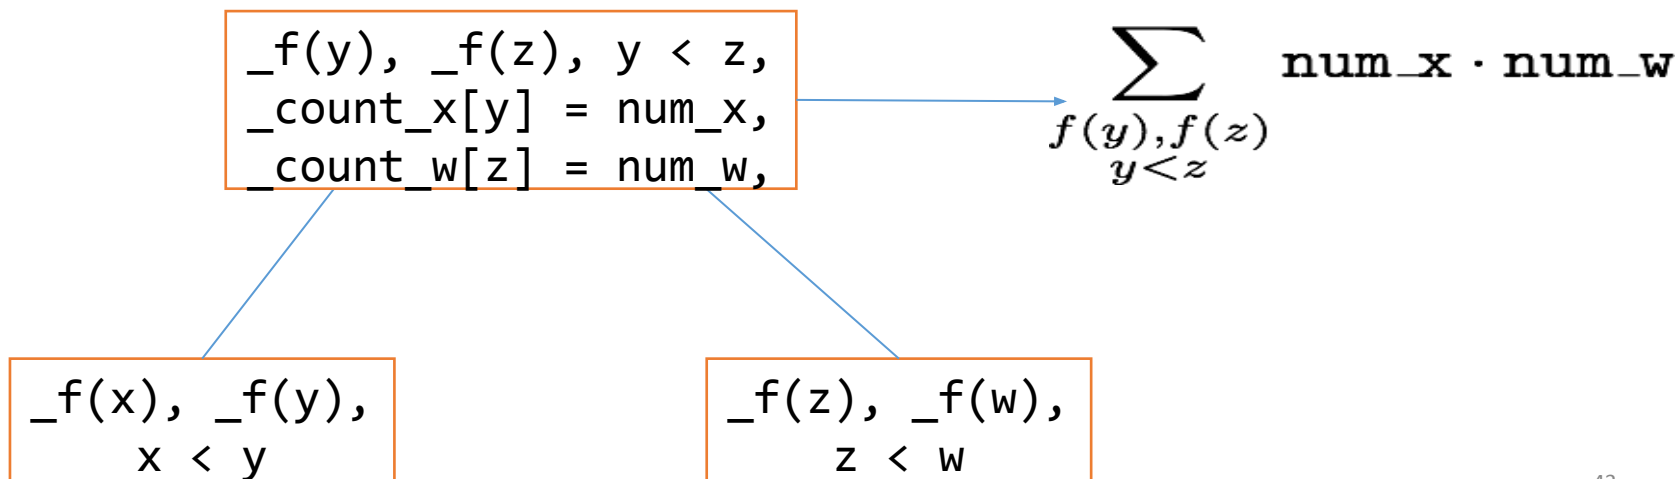 _f(y), _f(z), y < z,
_count_x[y] = num_x,
_count_w[z] = num_w,
∑ num_x · num_w
f(y),f(z)
y<z
_f(x), _f(y),
x < y
_f(z), _f(w),
z < w